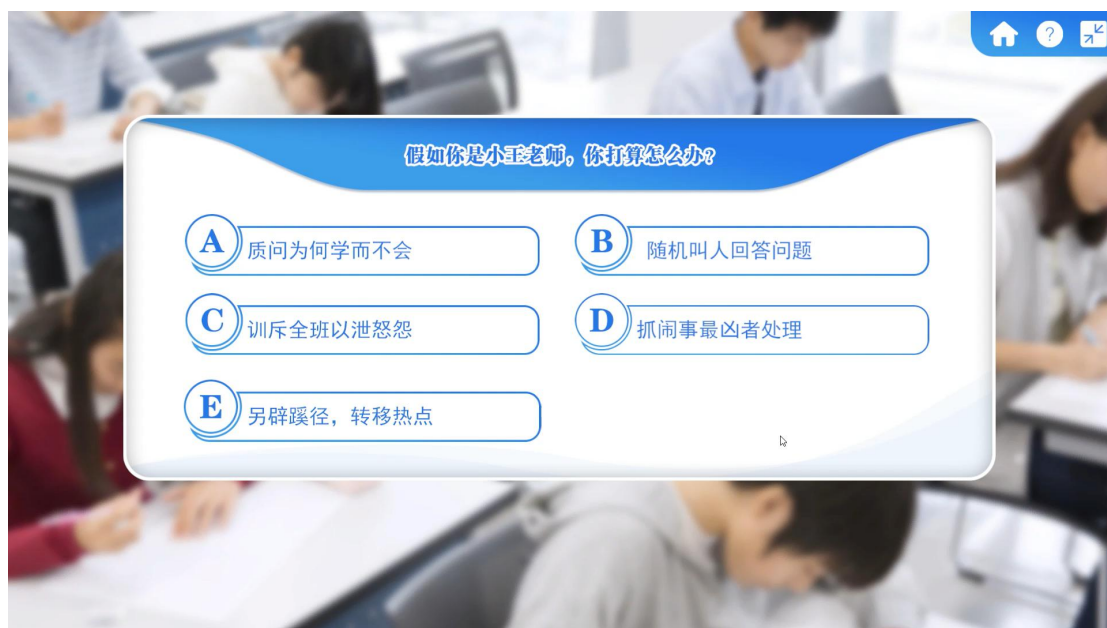 假如你是小王老师，你打算怎么办？
A 质问为何学而不会
B 随机叫人回答问题
C 训斥全班以泄怒怨
D 抓闹事最凶者处理
E 另辟蹊径，转移热点
?